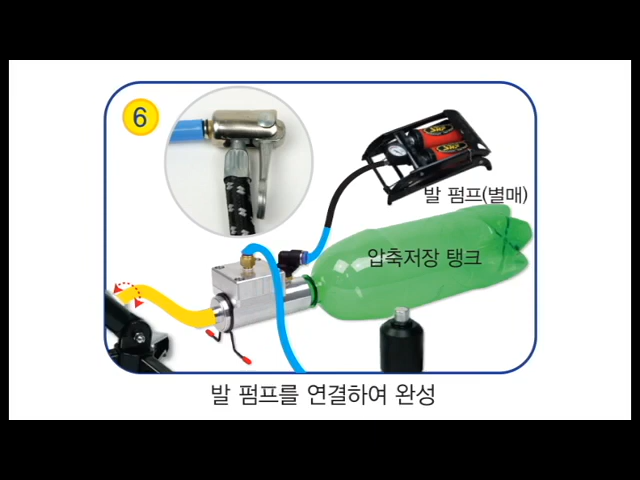 6
발 펌프(별매)
압축저장 탱크
발 펌프를 연결하여 완성